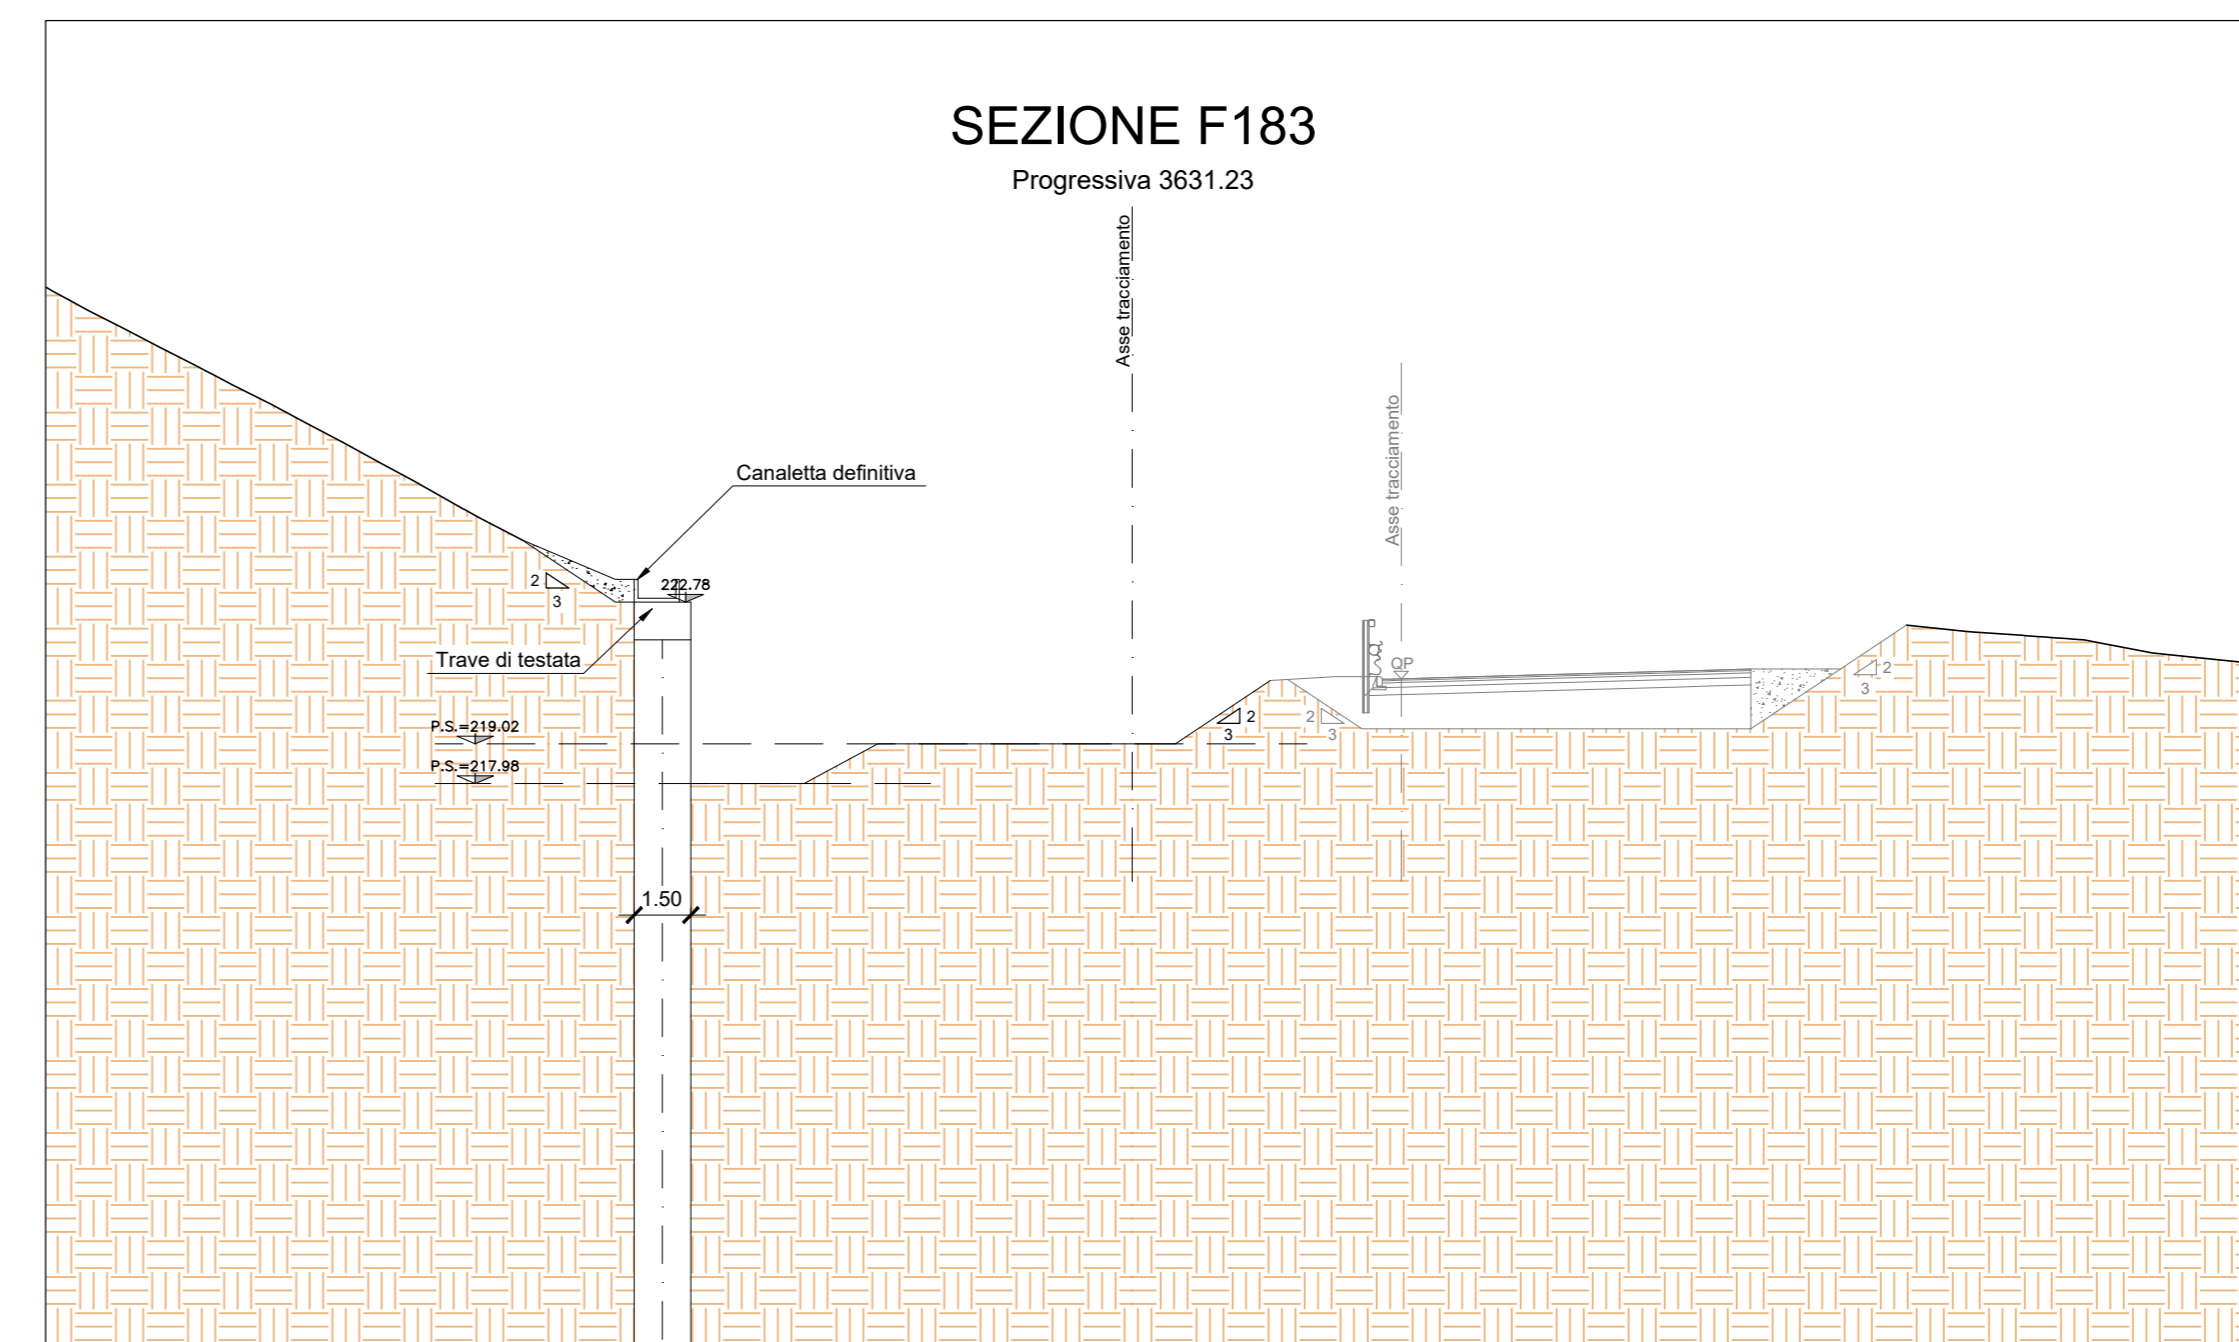 SEZIONE F183
Progressiva 3631.23
Asse tracciamento
Asse tracciamento
Canaletta definitiva
2
3
222.78
Trave di testata
QP
2
3
P.S.=219.02
2
3
2
3
P.S.=217.98
1.50